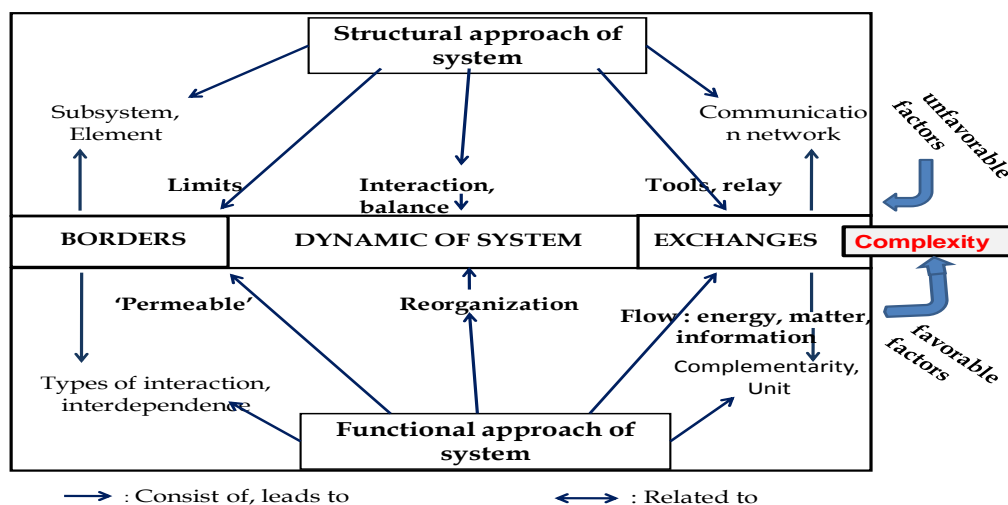 Structural approach of
system
Subsystem,
Element
Communicatio
n network
unfavorable
factors
Limits
Interaction,
balance
Tools, relay
BORDERS
DYNAMIC OF SYSTEM
EXCHANGES
Complexity
‘Permeable’
Reorganization
Flow : energy, matter,
information
favorable
factors
Types of interaction,
interdependence
Complementarity,
Unit
Functional approach of
system
: Consist of, leads to
: Related to